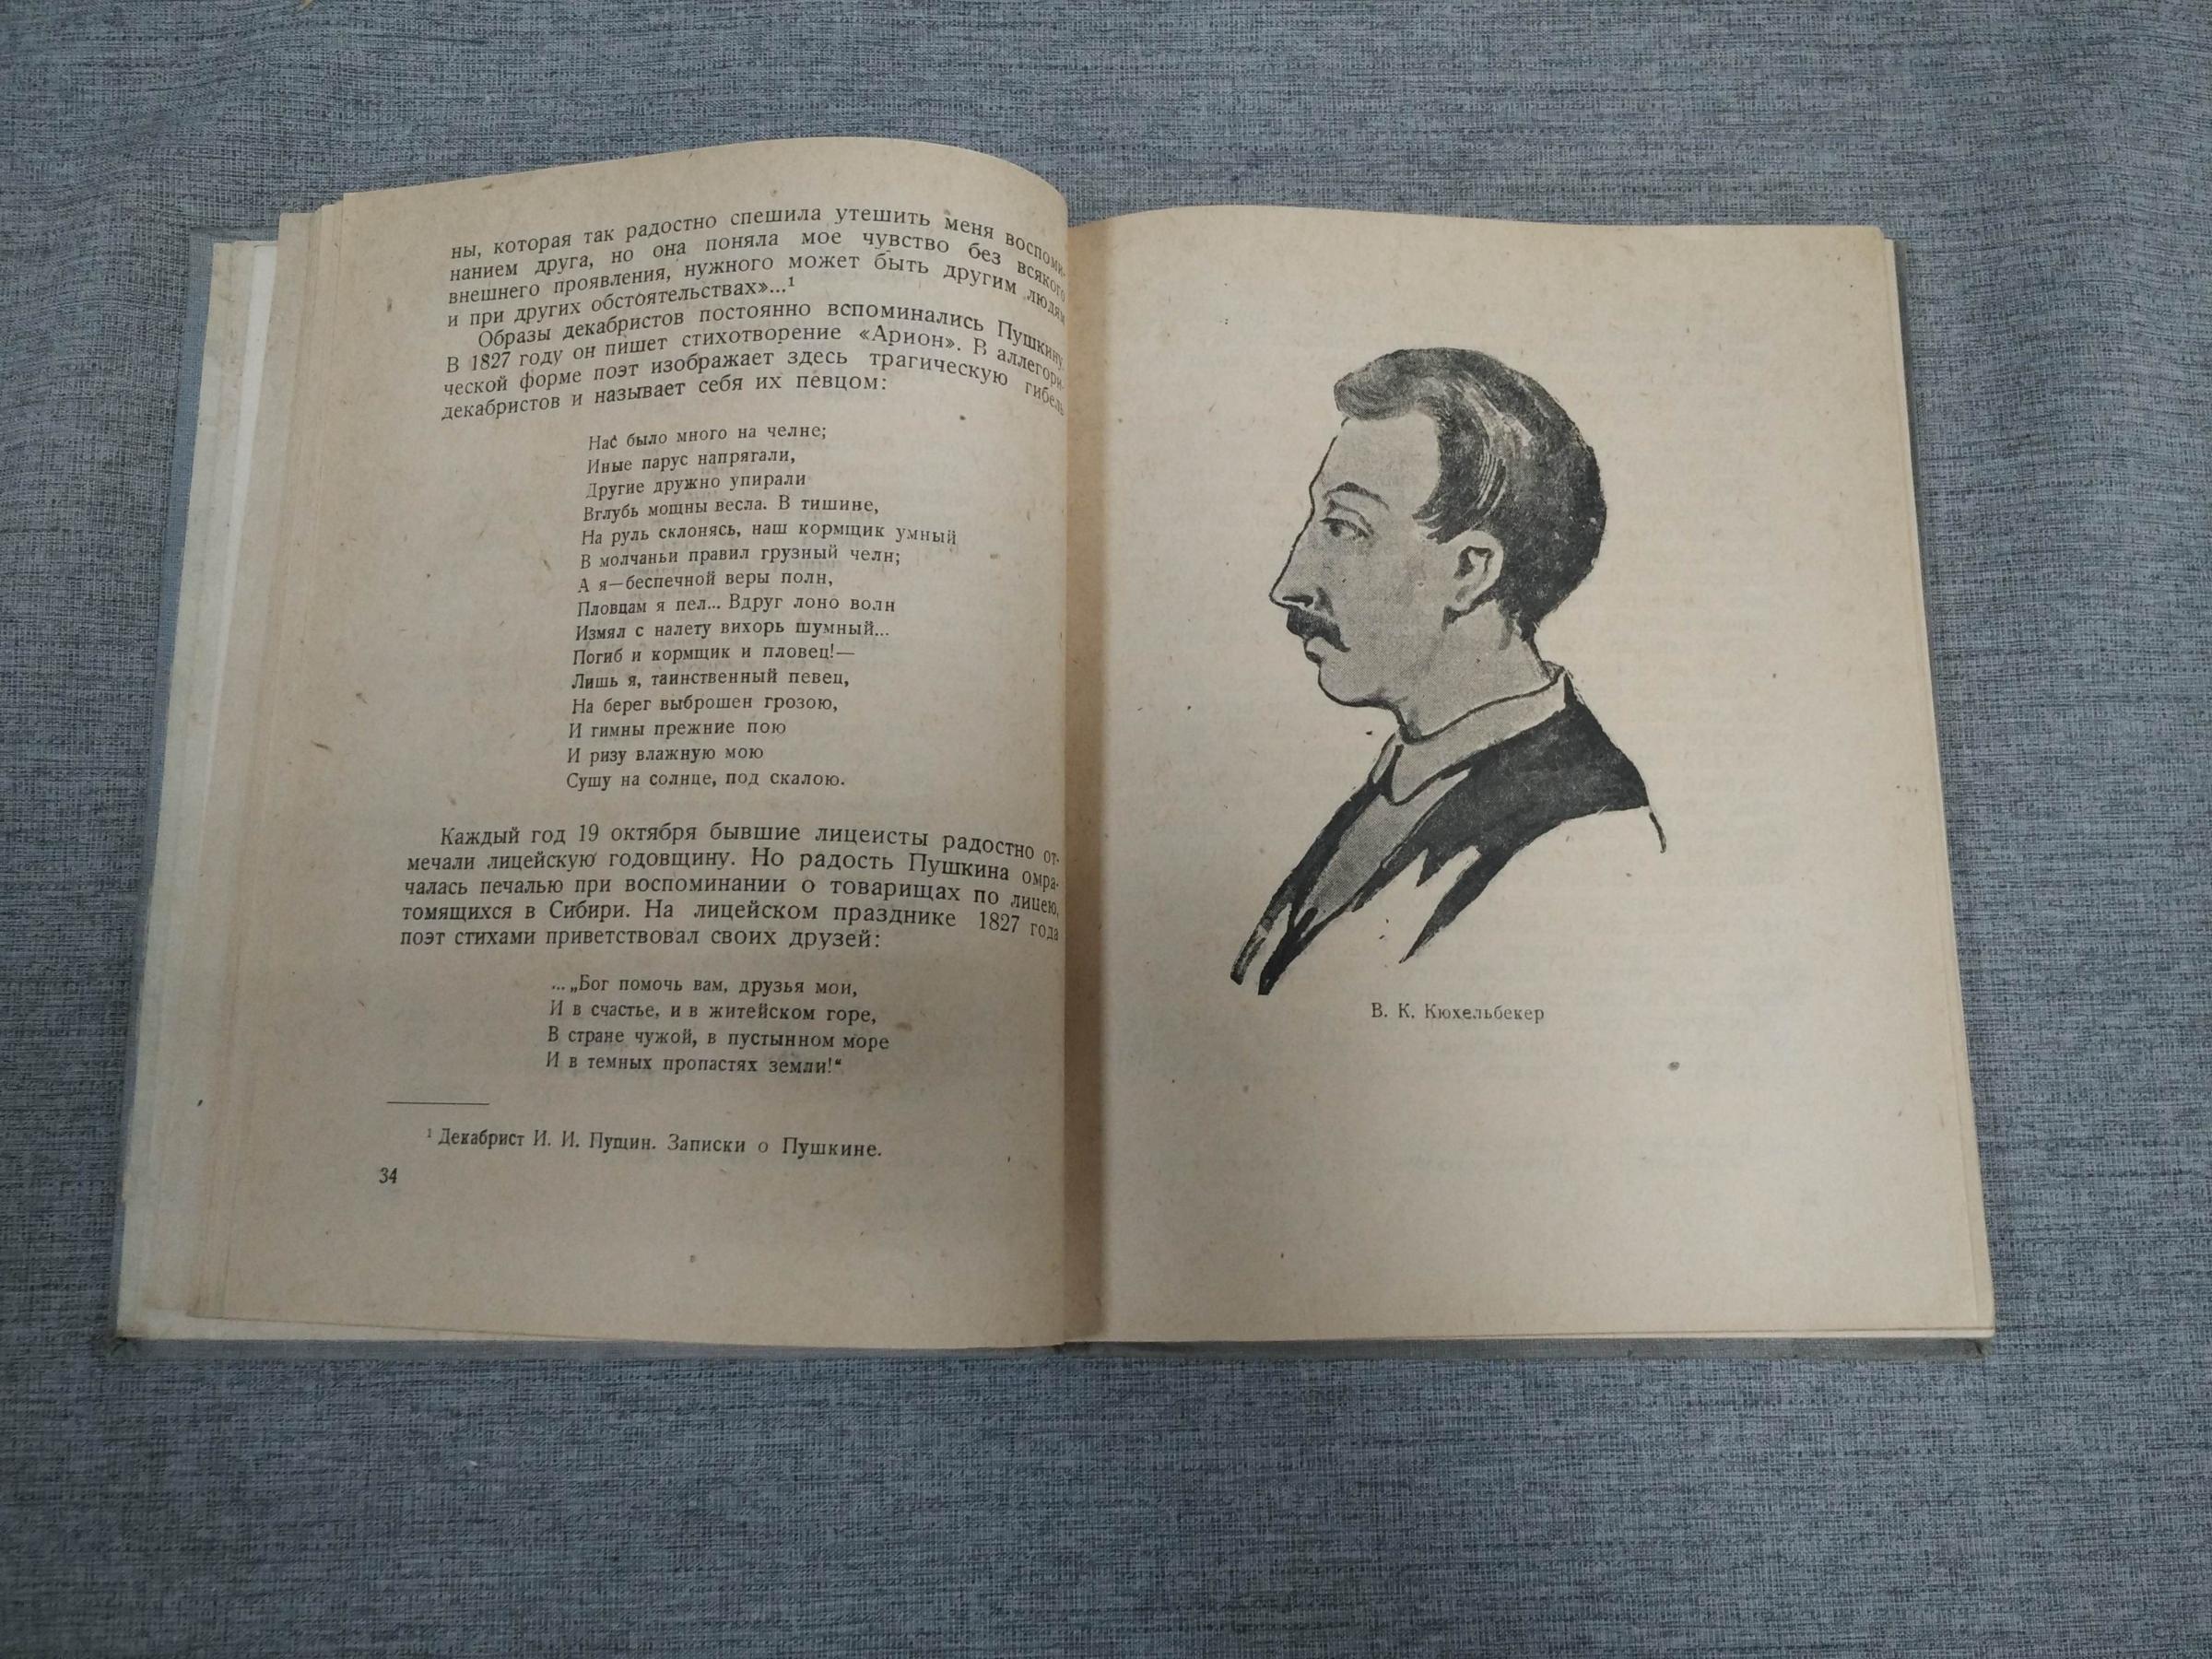 ны, которая так радостно спешила утешить меня воспоми-
нанием друга, но она поняла мое чувство без всякого
внешнего проявления, нужного может быть другим людям
и при других обстоятельствах»...¹
Образы декабристов постоянно вспоминались Пушкину.
В 1827 году он пишет стихотворение «Арион». В аллегори-
ческой форме поэт изображает здесь трагическую гибель
декабристов и называет себя их певцом:
Нас было много на челне;
Иные парус напрягали,
Другие дружно упирали
Вглубь мощны весла. В тишине,
На руль склонясь, наш кормщик умный
В молчаньи правил грузный челн;
А я—беспечной веры полн,
Пловцам я пел... Вдруг лоно волн
Измял с налету вихорь шумный...
Погиб и кормщик и пловец!—
Лишь я, таинственный певец,
На берег выброшен грозою,
И гимны прежние пою
И ризу влажную мою
Сушу на солнце, под скалою.
Каждый год 19 октября бывшие лицеисты радостно от-
мечали лицейскую годовщину. Но радость Пушкина омра-
чалась печалью при воспоминании о товарищах по лицею,
томящихся в Сибири. На лицейском празднике 1827 года
поэт стихами приветствовал своих друзей:
...„Бог помочь вам, друзья мои,
И в счастье, и в житейском горе,
В стране чужой, в пустынном море
И в темных пропастях земли!“
¹ Декабрист И. И. Пущин. Записки о Пушкине.
34
В. К. Кюхельбекер